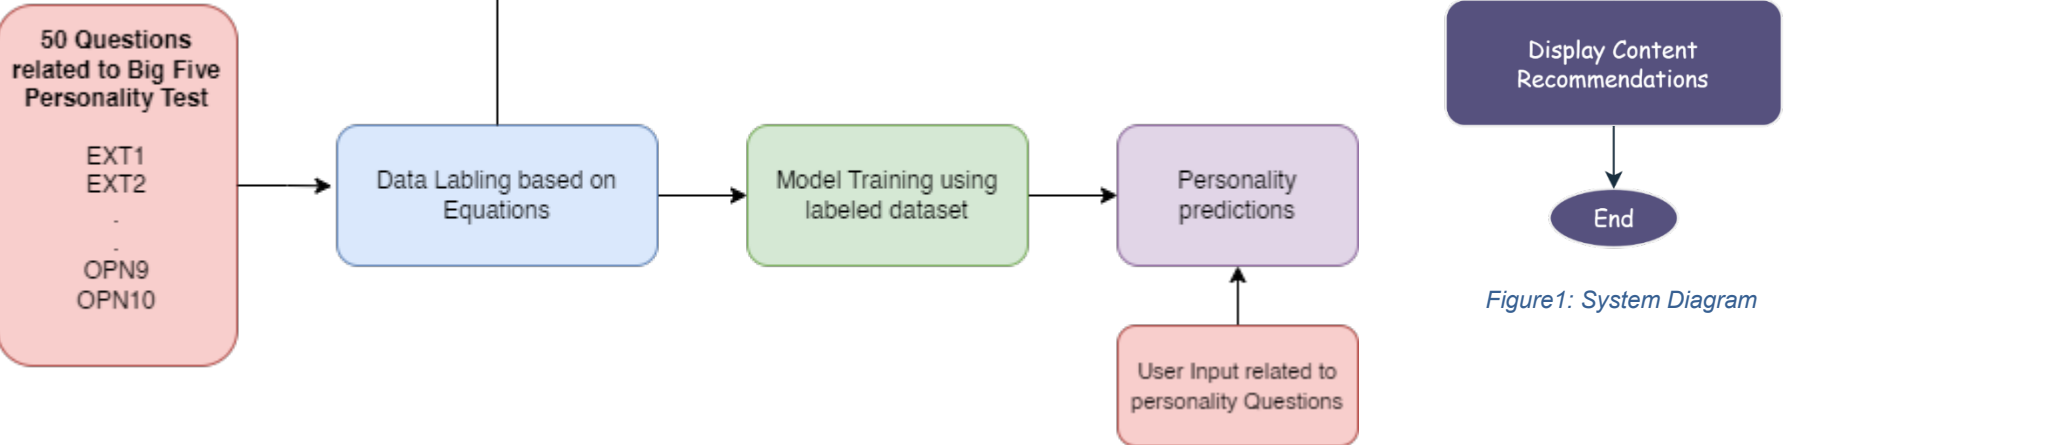 50 Questions
related to Big Five
Personality Test
EXT1
EXT2
.
.
OPN9
OPN10
Data Labling based on
Equations
Model Training using
labeled dataset
Personality
predictions
User Input related to
personality Questions
Display Content
Recommendations
End
Figure1: System Diagram